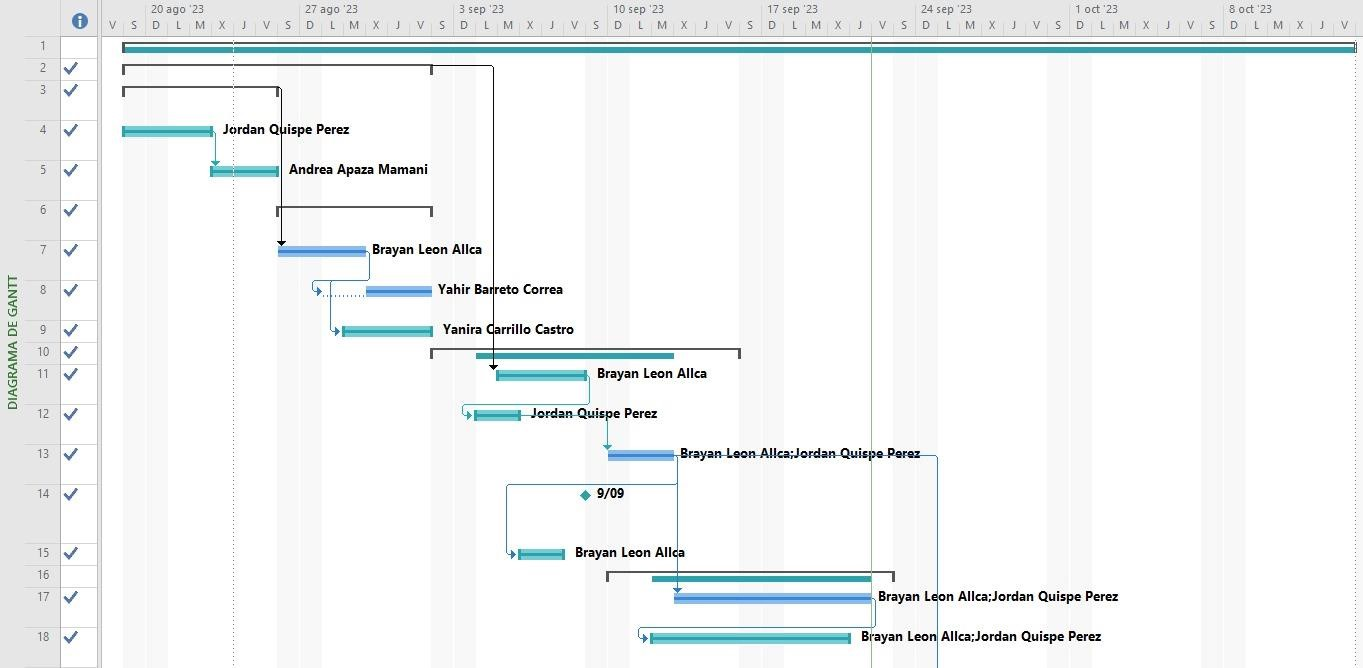 20 ago '23 27 ago '23 3 sep '23 10 sep '23 17 sep '23 24 sep '23 1 oct '23 8 oct '23
V S D L M X J V S D L M X J V S D L M X J V S D L M X J V S D L M X J V S D L M X J V S D L M X J V S D L M X J V
DIAGRAMA DE GANTT
1
2
3
4 Jordan Quispe Perez
5 Andrea Apaza Mamani
6
7 Brayan Leon Allca
8 Yahir Barreto Correa
9 Yanira Carrillo Castro
10
11 Brayan Leon Allca
12 Jordan Quispe Perez
13 Brayan Leon Allca;Jordan Quispe Perez
14 9/09
15 Brayan Leon Allca
16
17 Brayan Leon Allca;Jordan Quispe Perez
18 Brayan Leon Allca;Jordan Quispe Perez